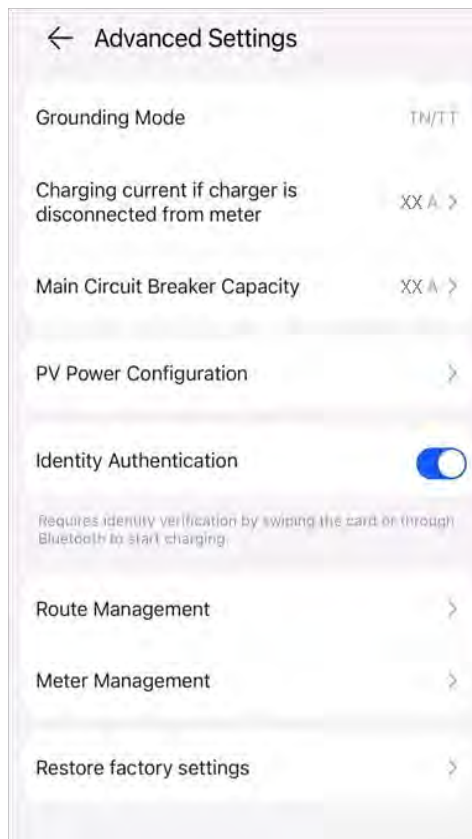 Advanced Settings
Grounding Mode
TN/TT
Charging current if charger is
disconnected from meter
XX A
Main Circuit Breaker Capacity
XX A
PV Power Configuration
Identity Authentication
Requires identity verification by swiping the card or through
Bluetooth to start charging.
Route Management
Meter Management
Restore factory settings